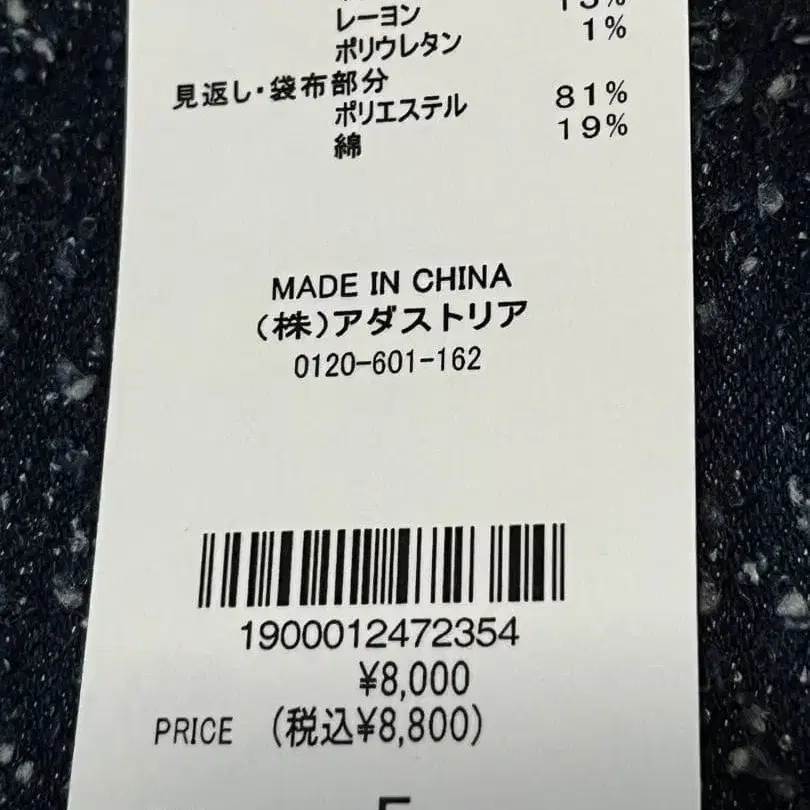 レーヨン
ポリウレタン 1%
見返し・袋布部分
ポリエステル 81%
綿 19%
MADE IN CHINA
(株)アダストリア
0120-601-162
1900012472354
¥8,000
PRICE (税込¥8,800)